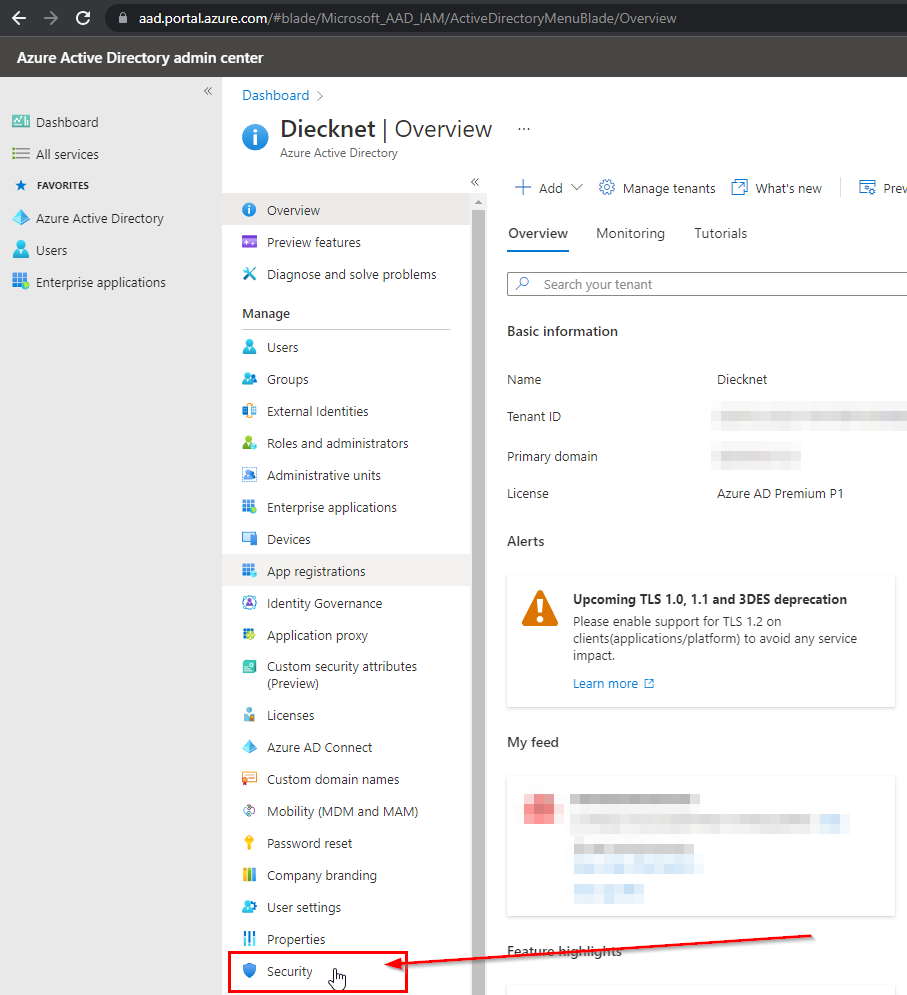 aad.portal.azure.com/#blade/Microsoft_AAD_IAM/ActiveDirectoryMenuBlade/Overview
Azure Active Directory admin center
Dashboard
All services
FAVORITES
Azure Active Directory
Users
Enterprise applications
Dashboard
Diecknet | Overview
Azure Active Directory
Overview
Preview features
Diagnose and solve problems
Manage
Users
Groups
External Identities
Roles and administrators
Administrative units
Enterprise applications
Devices
App registrations
Identity Governance
Application proxy
Custom security attributes
(Preview)
Licenses
Azure AD Connect
Custom domain names
Mobility (MDM and MAM)
Password reset
Company branding
User settings
Properties
Security
Add Manage tenants What's new Prev
Overview Monitoring Tutorials
Search your tenant
Basic information
Name Diecknet
Tenant ID
Primary domain
License Azure AD Premium P1
Alerts
Upcoming TLS 1.0, 1.1 and 3DES deprecation
Please enable support for TLS 1.2 on
clients(applications/platform) to avoid any service
impact.
Learn more
My feed
Feature highlights